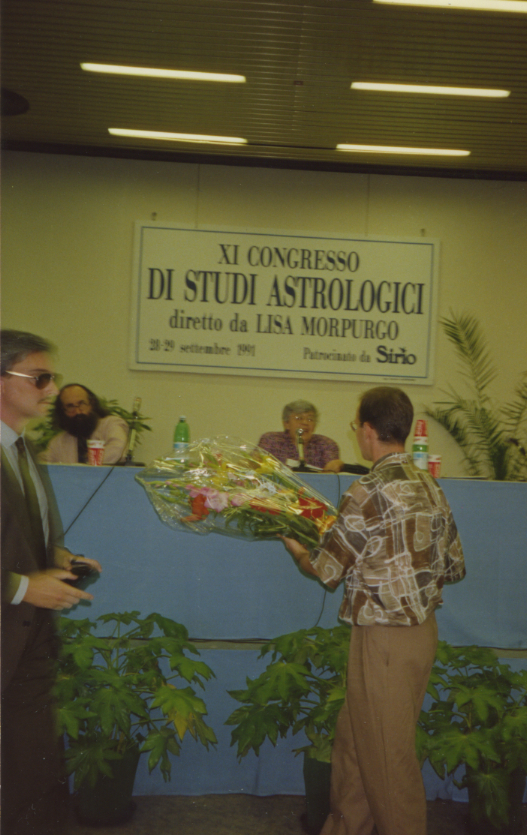 XI CONGRESSO
DI STUDI ASTROLOGICI
diretto da LISA MORPURGO
28-29 settembre 1991 Patrocinato da Sirio